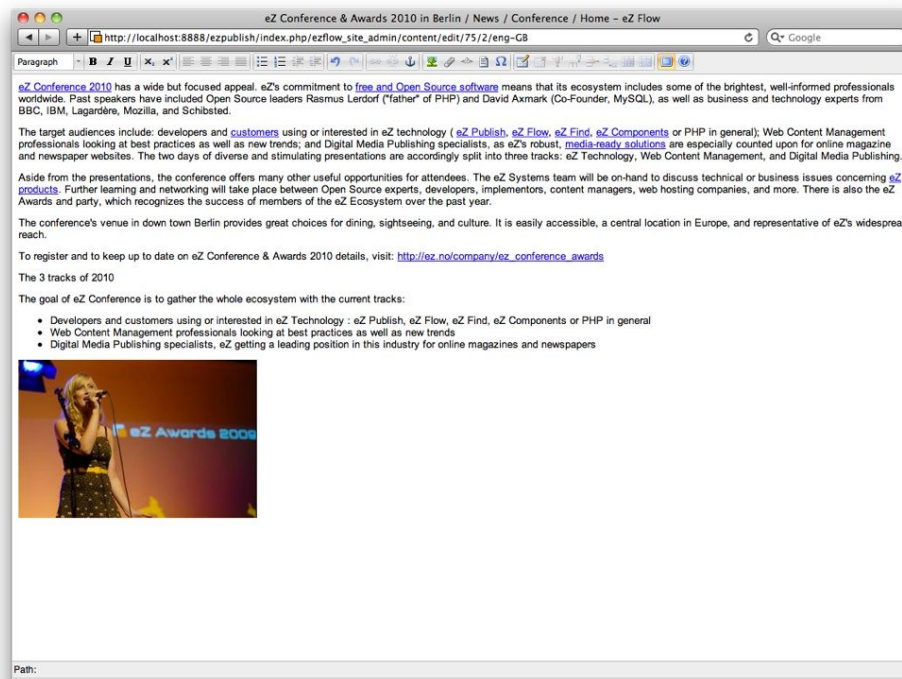 eZ Conference & Awards 2010 in Berlin / News / Conference / Home – eZ Flow
http://localhost:8888/ezpublish/index.php/ezflow_site_admin/content/edit/75/2/eng-GB
Google
Paragraph B I U x₂ x² Ω
eZ Conference 2010 has a wide but focused appeal. eZ's commitment to free and Open Source software means that its ecosystem includes some of the brightest, well-informed professionals
worldwide. Past speakers have included Open Source leaders Rasmus Lerdorf ("father" of PHP) and David Axmark (Co-Founder, MySQL), as well as business and technology experts from
BBC, IBM, Lagardère, Mozilla, and Schibsted.
The target audiences include: developers and customers using or interested in eZ technology ( eZ Publish, eZ Flow, eZ Find, eZ Components or PHP in general); Web Content Management
professionals looking at best practices as well as new trends; and Digital Media Publishing specialists, as eZ's robust, media-ready solutions are especially counted upon for online magazine
and newspaper websites. The two days of diverse and stimulating presentations are accordingly split into three tracks: eZ Technology, Web Content Management, and Digital Media Publishing.
Aside from the presentations, the conference offers many other useful opportunities for attendees. The eZ Systems team will be on-hand to discuss technical or business issues concerning eZ
products. Further learning and networking will take place between Open Source experts, developers, implementors, content managers, web hosting companies, and more. There is also the eZ
Awards and party, which recognizes the success of members of the eZ Ecosystem over the past year.
The conference's venue in down town Berlin provides great choices for dining, sightseeing, and culture. It is easily accessible, a central location in Europe, and representative of eZ's widesprea
reach.
To register and to keep up to date on eZ Conference & Awards 2010 details, visit: http://ez.no/company/ez_conference_awards
The 3 tracks of 2010
The goal of eZ Conference is to gather the whole ecosystem with the current tracks:
• Developers and customers using or interested in eZ Technology : eZ Publish, eZ Flow, eZ Find, eZ Components or PHP in general
• Web Content Management professionals looking at best practices as well as new trends
• Digital Media Publishing specialists, eZ getting a leading position in this industry for online magazines and newspapers
eZ Awards 2009
Path: